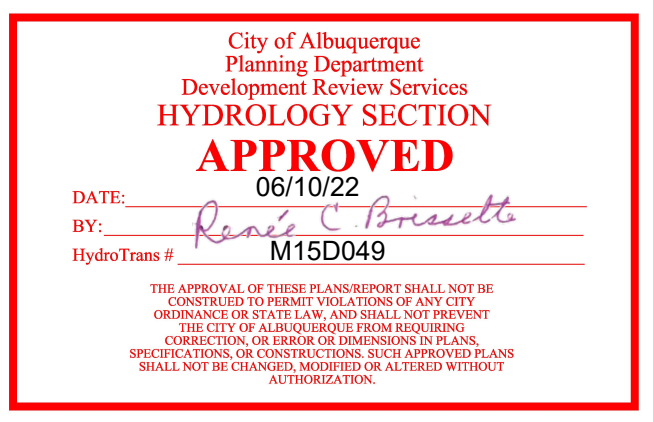 City of Albuquerque
Planning Department
Development Review Services
HYDROLOGY SECTION
APPROVED
DATE: 06/10/22
BY: Renée C. Brissette
HydroTrans # M15D049
THE APPROVAL OF THESE PLANS/REPORT SHALL NOT BE
CONSTRUED TO PERMIT VIOLATIONS OF ANY CITY
ORDINANCE OR STATE LAW, AND SHALL NOT PREVENT
THE CITY OF ALBUQUERQUE FROM REQUIRING
CORRECTION, OR ERROR OR DIMENSIONS IN PLANS,
SPECIFICATIONS, OR CONSTRUCTIONS. SUCH APPROVED PLANS
SHALL NOT BE CHANGED, MODIFIED OR ALTERED WITHOUT
AUTHORIZATION.